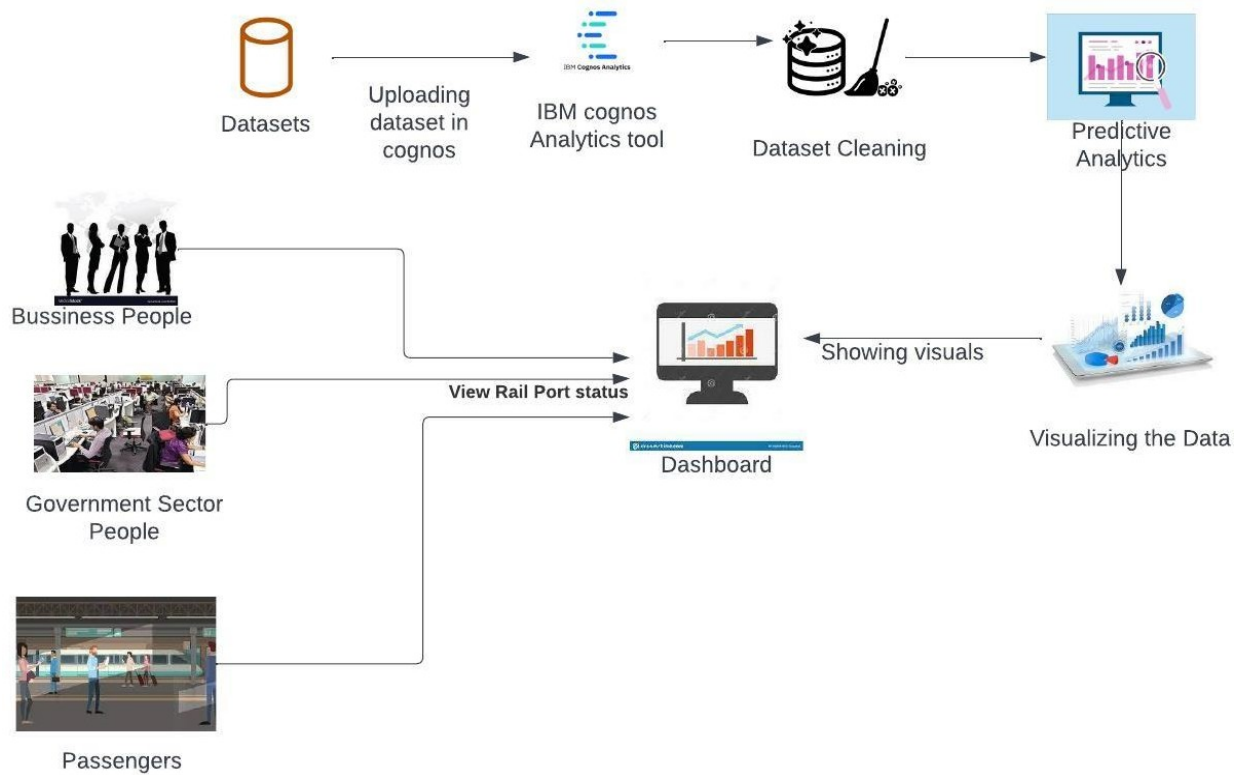 IBM Cognos Analytics
Datasets
Uploading
dataset in
cognos
IBM cognos
Analytics tool
Dataset Cleaning
Predictive
Analytics
Bussiness People
View Rail Port status
Showing visuals
Dashboard
Visualizing the Data
Government Sector
People
Passengers